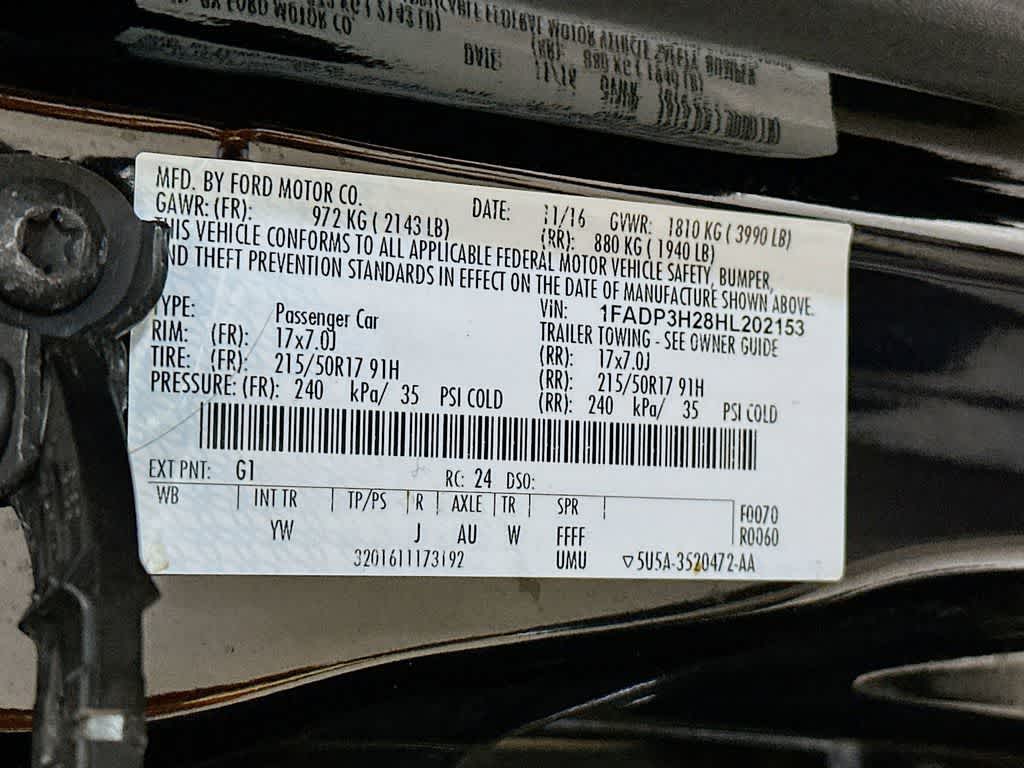 MFD. BY FORD MOTOR CO. DATE: 11/16 GVWR: 1810 KG ( 3990 LB)
GAWR: (FR): 972 KG ( 2143 LB) (RR): 880 KG ( 1940 LB)
THIS VEHICLE CONFORMS TO ALL APPLICABLE FEDERAL MOTOR VEHICLE SAFETY, BUMPER,
AND THEFT PREVENTION STANDARDS IN EFFECT ON THE DATE OF MANUFACTURE SHOWN ABOVE.
VIN: 1FADP3H28HL202153
TYPE: Passenger Car TRAILER TOWING - SEE OWNER GUIDE
RIM: (FR): 17x7.0J (RR): 17x7.0J
TIRE: (FR): 215/50R17 91H (RR): 215/50R17 91H
PRESSURE: (FR): 240 kPa/ 35 PSI COLD (RR): 240 kPa/ 35 PSI COLD
EXT PNT: G1 RC: 24 DSO:
WB INT TR TP/PS R AXLE TR SPR F0070
YW J AU W FFFF R0060
3201611173192 UMU ▽5U5A-3520472-AA